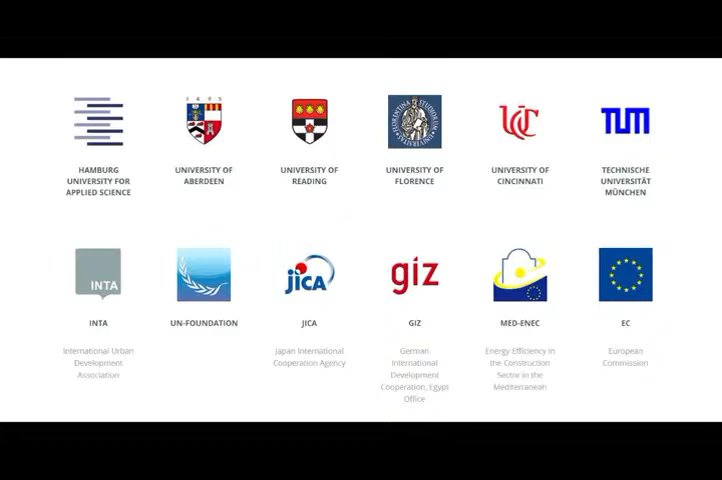 1495
TUM
HAMBURG
UNIVERSITY FOR
APPLIED SCIENCE
UNIVERSITY OF
ABERDEEN
UNIVERSITY OF
READING
UNIVERSITY OF
FLORENCE
UNIVERSITY OF
CINCINNATI
TECHNISCHE
UNIVERSITÄT
MÜNCHEN
INTA
JICA
giz
INTA
UN-FOUNDATION
JICA
GIZ
MED-ENEC
EC
International Urban
Development
Association
Japan International
Cooperation Agency
German
International
Development
Cooperation, Egypt
Office
Energy Efficiency in
the Construction
Sector in the
Mediterranean
European
Commission